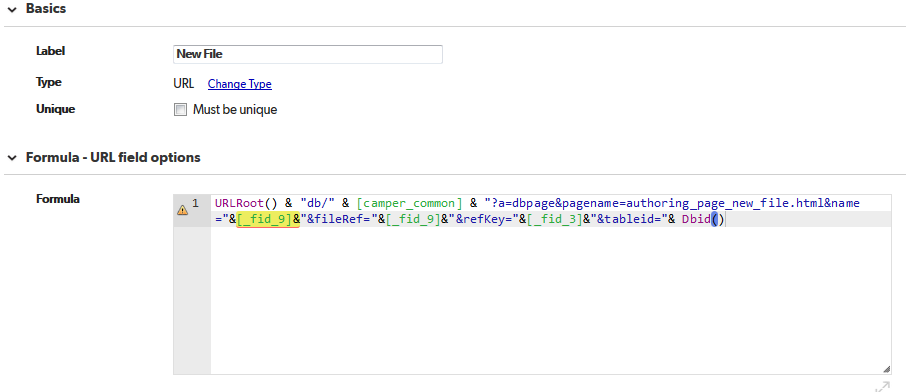 Basics
Label New File
Type URL Change Type
Unique Must be unique
Formula - URL field options
Formula 1 URLRoot() & "db/" & [camper_common] & "?a=dbpage&pagename=authoring_page_new_file.html&name
="&[_fid_9]&"&fileRef="&[_fid_9]&"&refKey="&[_fid_3]&"&tableid="& Dbid()